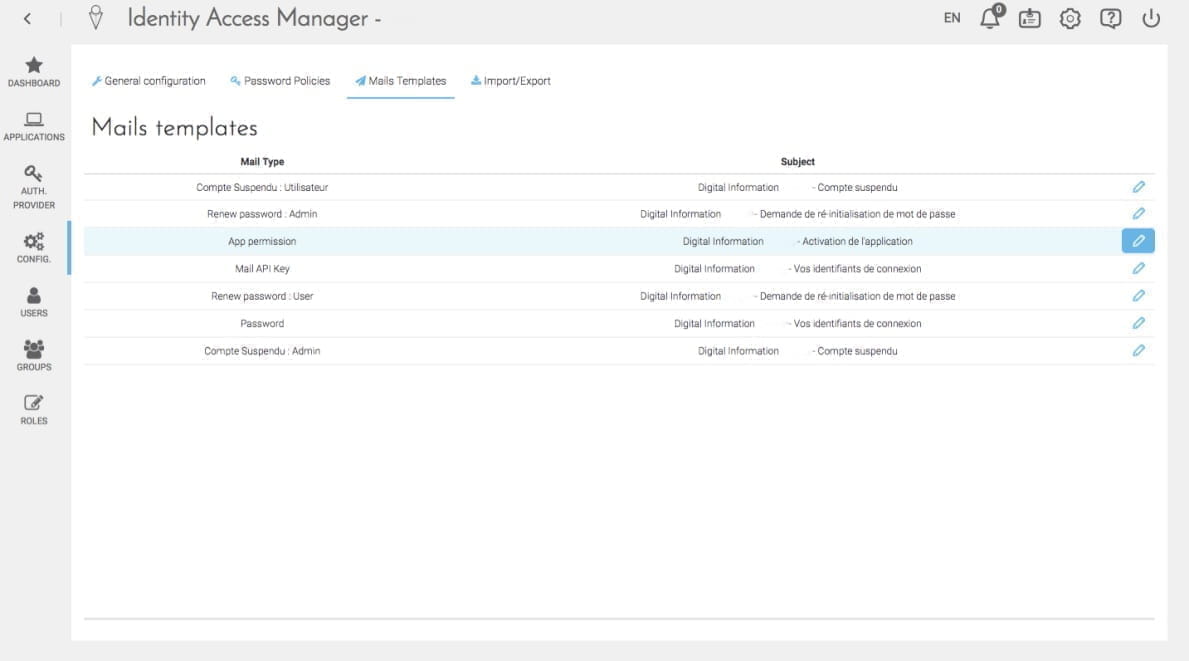 Identity Access Manager -
EN
0
DASHBOARD
APPLICATIONS
AUTH.
PROVIDER
CONFIG.
USERS
GROUPS
ROLES
General configuration Password Policies Mails Templates Import/Export
Mails templates
Mail Type Subject
Compte Suspendu : Utilisateur Digital Information - Compte suspendu
Renew password : Admin Digital Information - Demande de ré-initialisation de mot de passe
App permission Digital Information - Activation de l'application
Mail API Key Digital Information - Vos identifiants de connexion
Renew password : User Digital Information - Demande de ré-initialisation de mot de passe
Password Digital Information - Vos identifiants de connexion
Compte Suspendu : Admin Digital Information - Compte suspendu